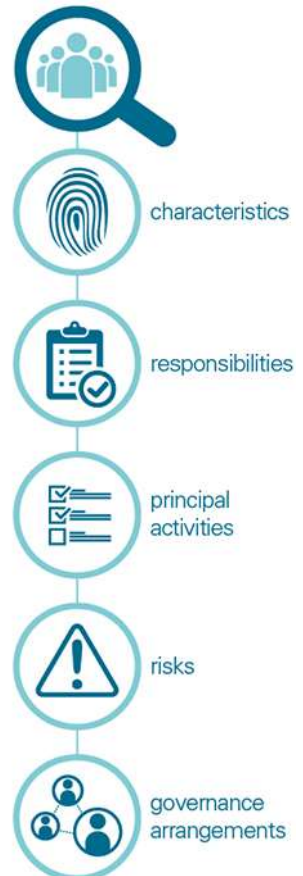 characteristics
responsibilities
principal
activities
risks
governance
arrangements